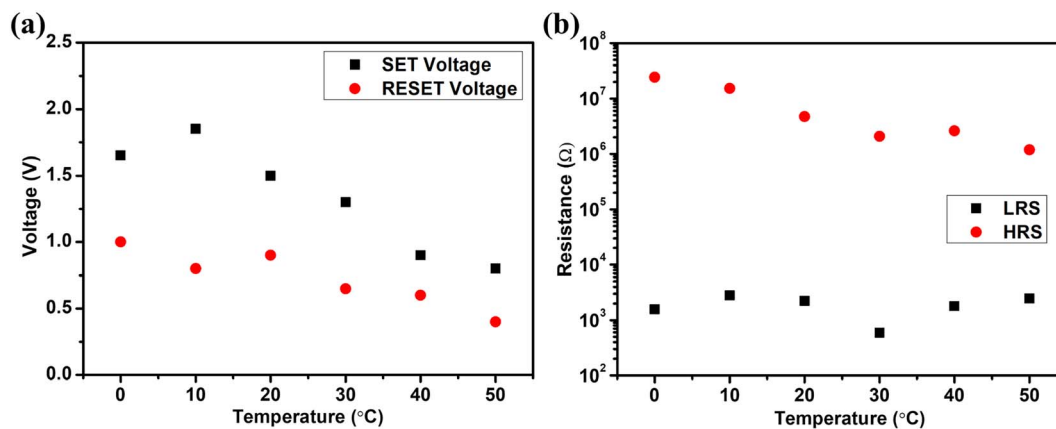 (a)
2.5
2.0
1.5
1.0
0.5
0.0
Voltage (V)
SET Voltage
RESET Voltage
0 10 20 30 40 50
Temperature (°C)
(b)
10⁸
10⁷
10⁶
10⁵
10⁴
10³
10²
Resistance (Ω)
LRS
HRS
0 10 20 30 40 50
Temperature (°C)